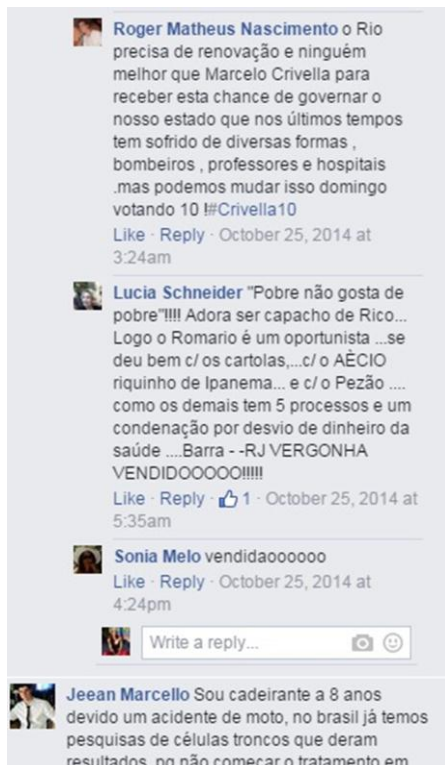 Roger Matheus Nascimento o Rio
precisa de renovação e ninguém
melhor que Marcelo Crivella para
receber esta chance de governar o
nosso estado que nos últimos tempos
tem sofrido de diversas formas ,
bombeiros , professores e hospitais
.mas podemos mudar isso domingo
votando 10 !#Crivella10
Like · Reply · October 25, 2014 at
3:24am
Lucia Schneider "Pobre não gosta de
pobre"!!!! Adora ser capacho de Rico...
Logo o Romario é um oportunista ...se
deu bem c/ os cartolas,...c/ o AÈCIO
riquinho de Ipanema... e c/ o Pezão ....
como os demais tem 5 processos e um
condenação por desvio de dinheiro da
saúde ....Barra - -RJ VERGONHA
VENDIDOOOOO!!!!!
Like · Reply · 1 · October 25, 2014 at
5:35am
Sonia Melo vendidaoooooo
Like · Reply · October 25, 2014 at
4:24pm
Write a reply...
Jeean Marcello Sou cadeirante a 8 anos
devido um acidente de moto, no brasil já temos
pesquisas de células troncos que deram
resultados, pq não começar o tratamento em